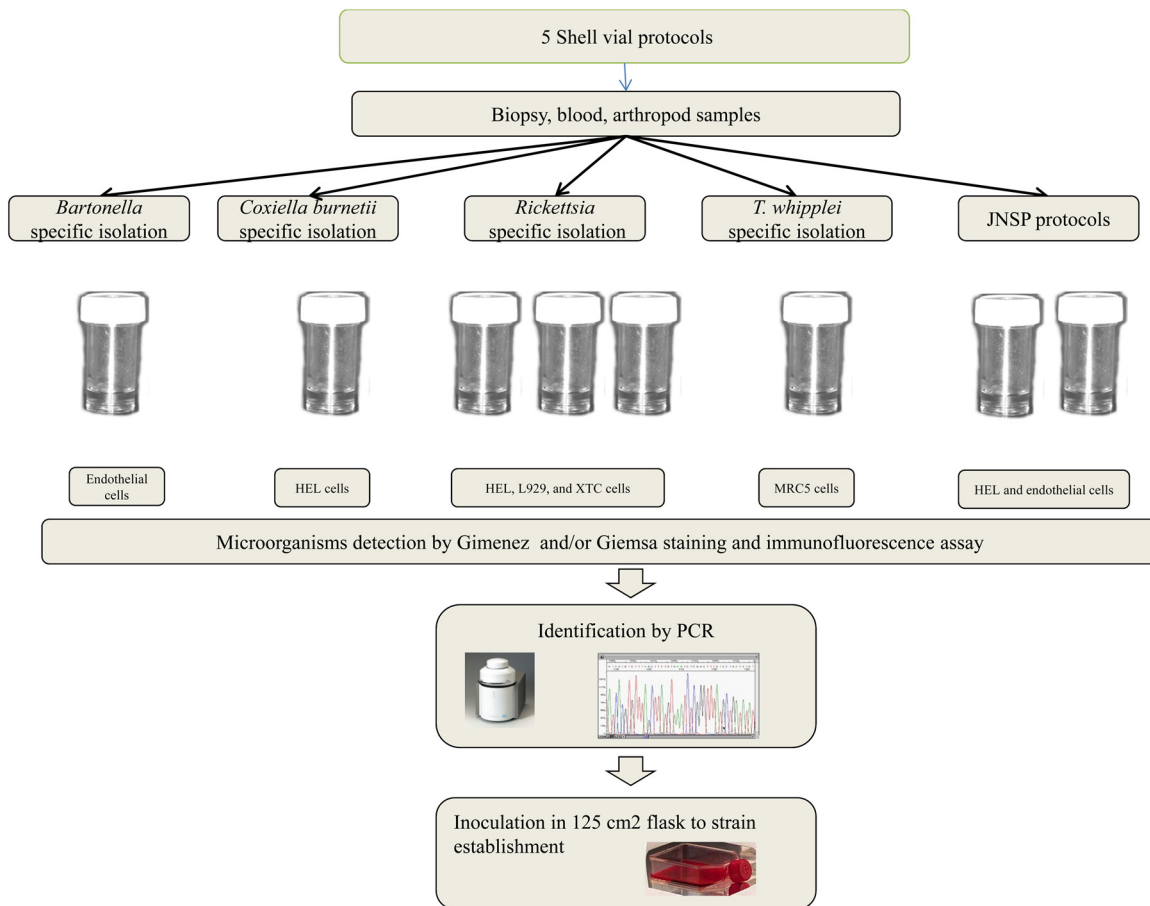 5 Shell vial protocols
Biopsy, blood, arthropod samples
Bartonella
specific isolation
Coxiella burnetii
specific isolation
Rickettsia
specific isolation
T. whipplei
specific isolation
JNSP protocols
Endothelial
cells
HEL cells
HEL, L929, and XTC cells
MRC5 cells
HEL and endothelial cells
Microorganisms detection by Gimenez and/or Giemsa staining and immunofluorescence assay
Identification by PCR
Inoculation in 125 cm2 flask to strain
establishment